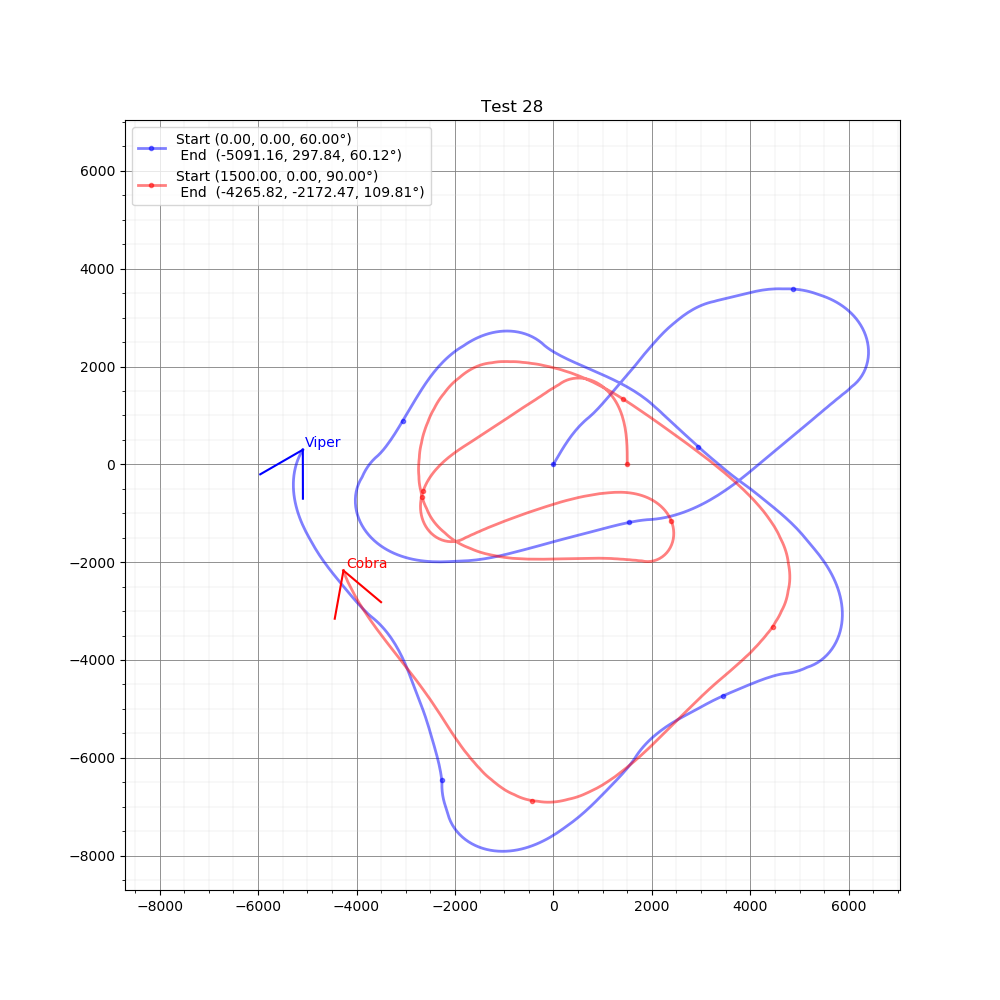 Test 28
Start (0.00, 0.00, 60.00°)
End (-5091.16, 297.84, 60.12°)
Start (1500.00, 0.00, 90.00°)
End (-4265.82, -2172.47, 109.81°)
6000
4000
2000
0
−2000
−4000
−6000
−8000
Viper
Cobra
−8000 −6000 −4000 −2000 0 2000 4000 6000